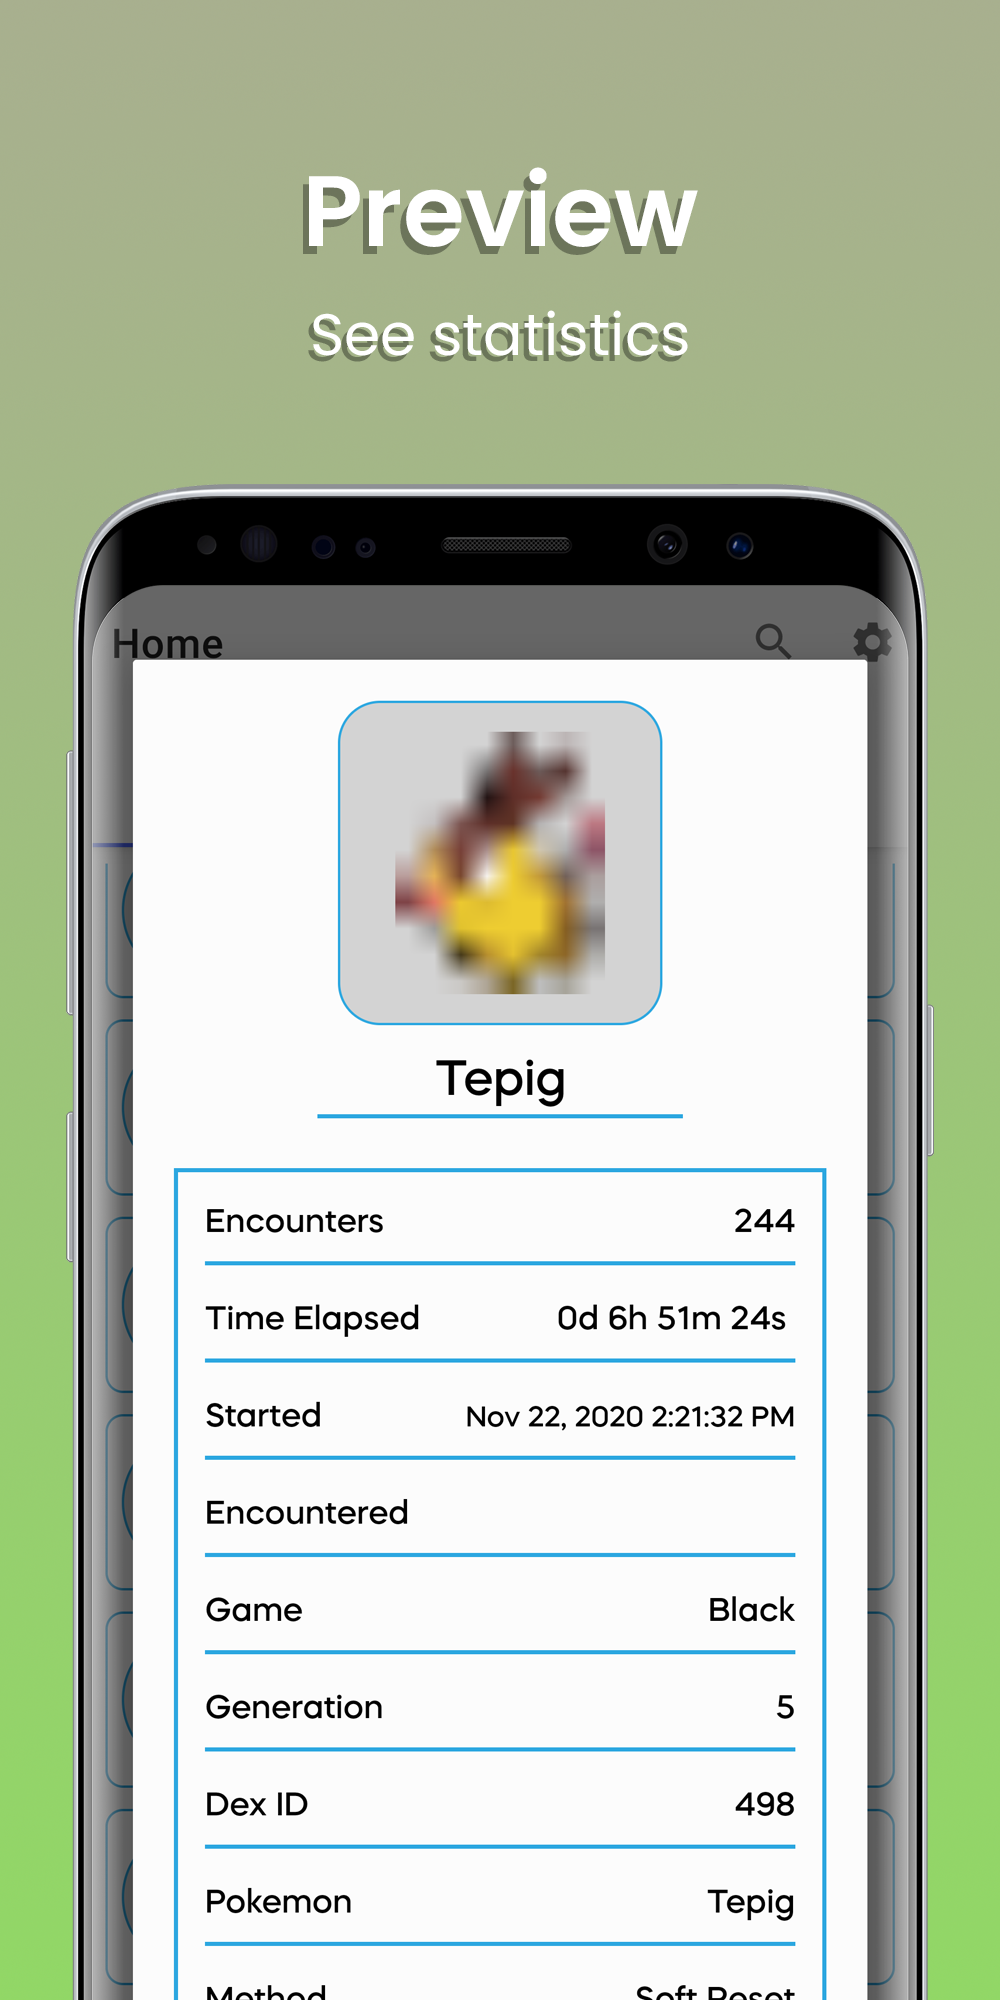 Preview
See statistics
Home
Tepig
Encounters 244
Time Elapsed 0d 6h 51m 24s
Started Nov 22, 2020 2:21:32 PM
Encountered
Game Black
Generation 5
Dex ID 498
Pokemon Tepig
Method Soft Reset